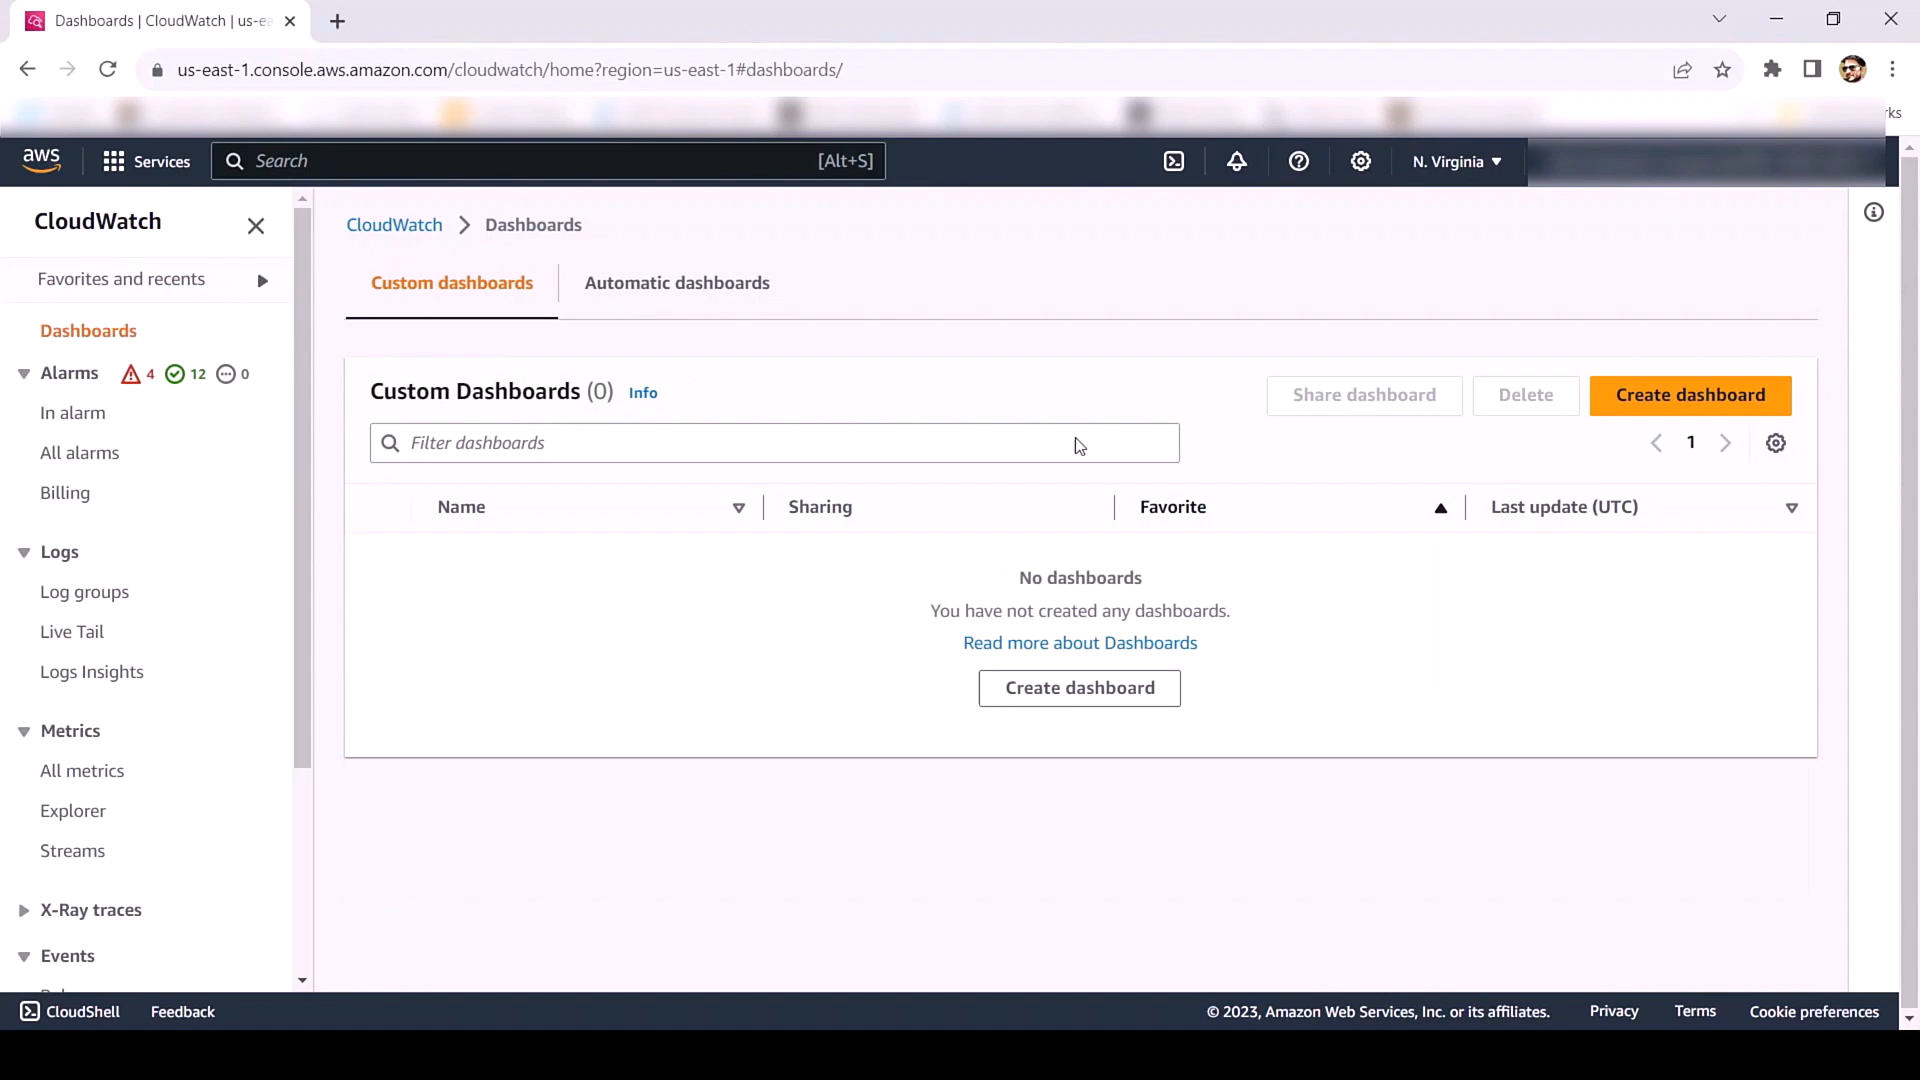 Dashboards | CloudWatch | us-ea
us-east-1.console.aws.amazon.com/cloudwatch/home?region=us-east-1#dashboards/
rks
aws
Services
Search
[Alt+S]
N. Virginia
CloudWatch
Favorites and recents
Dashboards
Alarms 4 12 0
In alarm
All alarms
Billing
Logs
Log groups
Live Tail
Logs Insights
Metrics
All metrics
Explorer
Streams
X-Ray traces
Events
CloudWatch > Dashboards
Custom dashboards
Automatic dashboards
Custom Dashboards (0) Info
Share dashboard
Delete
Create dashboard
Filter dashboards
1
Name
Sharing
Favorite
Last update (UTC)
No dashboards
You have not created any dashboards.
Read more about Dashboards
Create dashboard
CloudShell
Feedback
© 2023, Amazon Web Services, Inc. or its affiliates.
Privacy
Terms
Cookie preferences